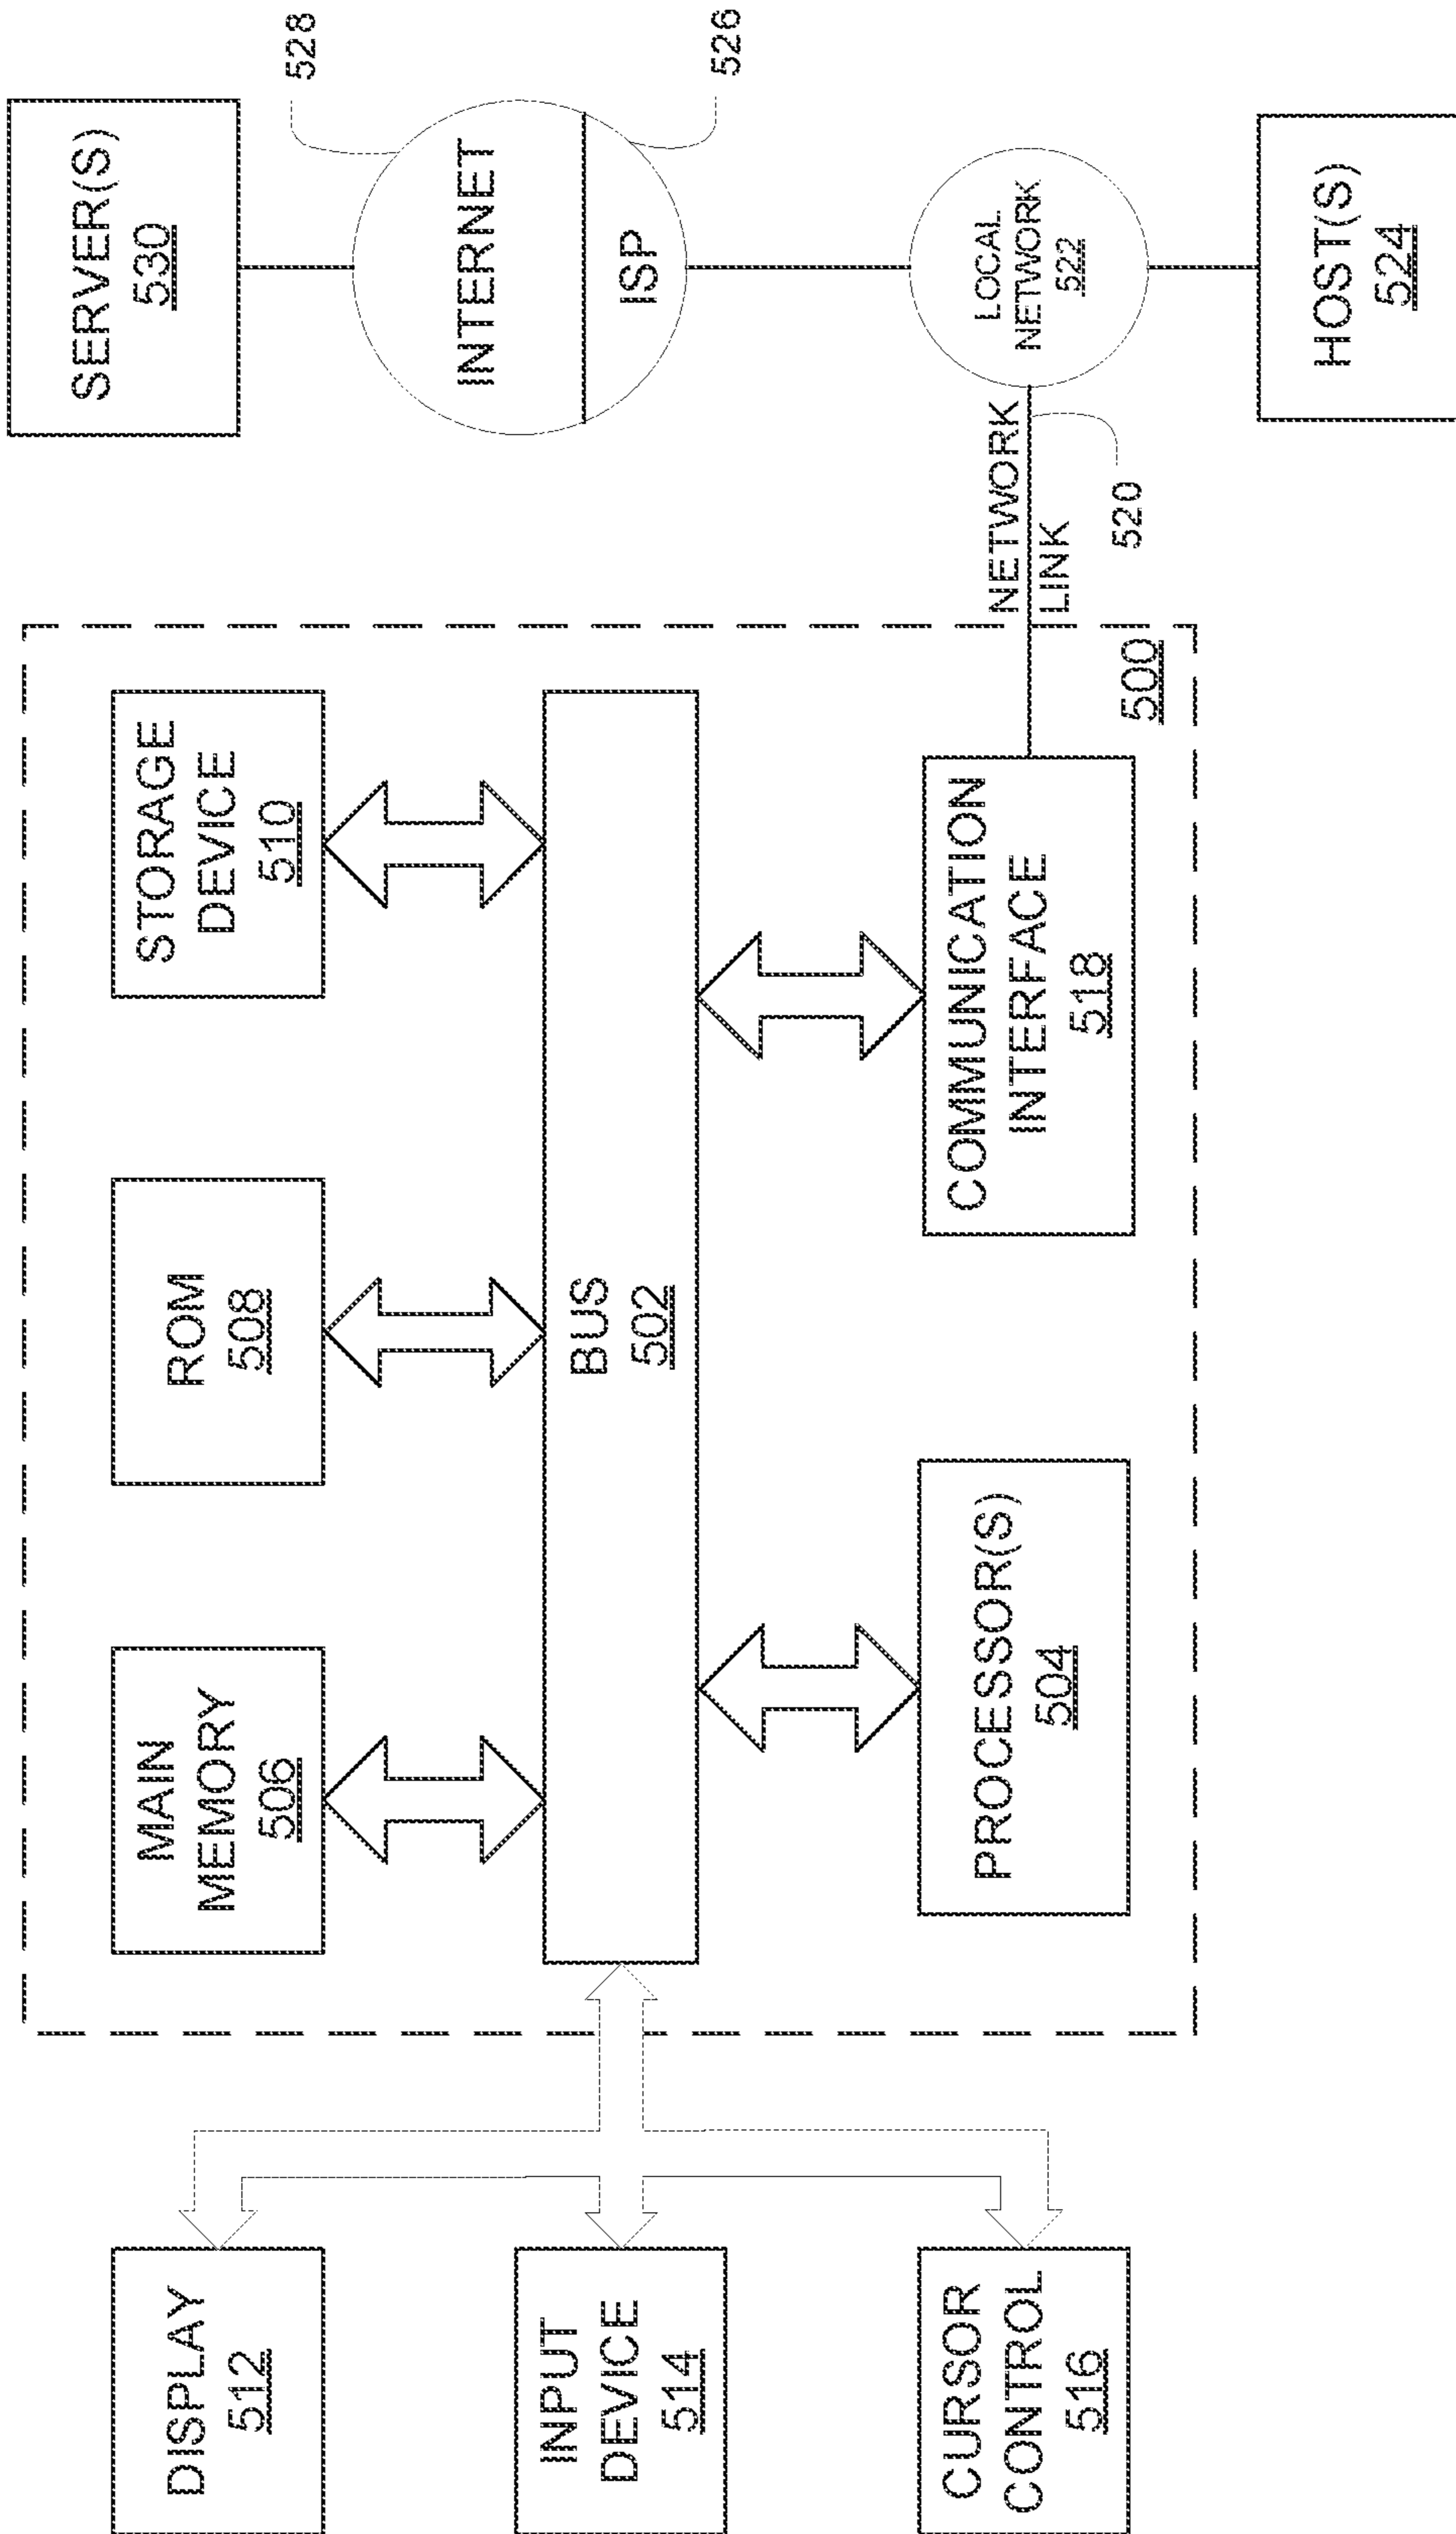 DISPLAY
512
INPUT
DEVICE
514
CURSOR
CONTROL
516
MAIN
MEMORY
506
ROM
508
STORAGE
DEVICE
510
BUS
502
PROCESSOR(S)
504
COMMUNICATION
INTERFACE
518
500
NETWORK
LINK
520
SERVER(S)
530
INTERNET
528
ISP
526
LOCAL
NETWORK
522
HOST(S)
524